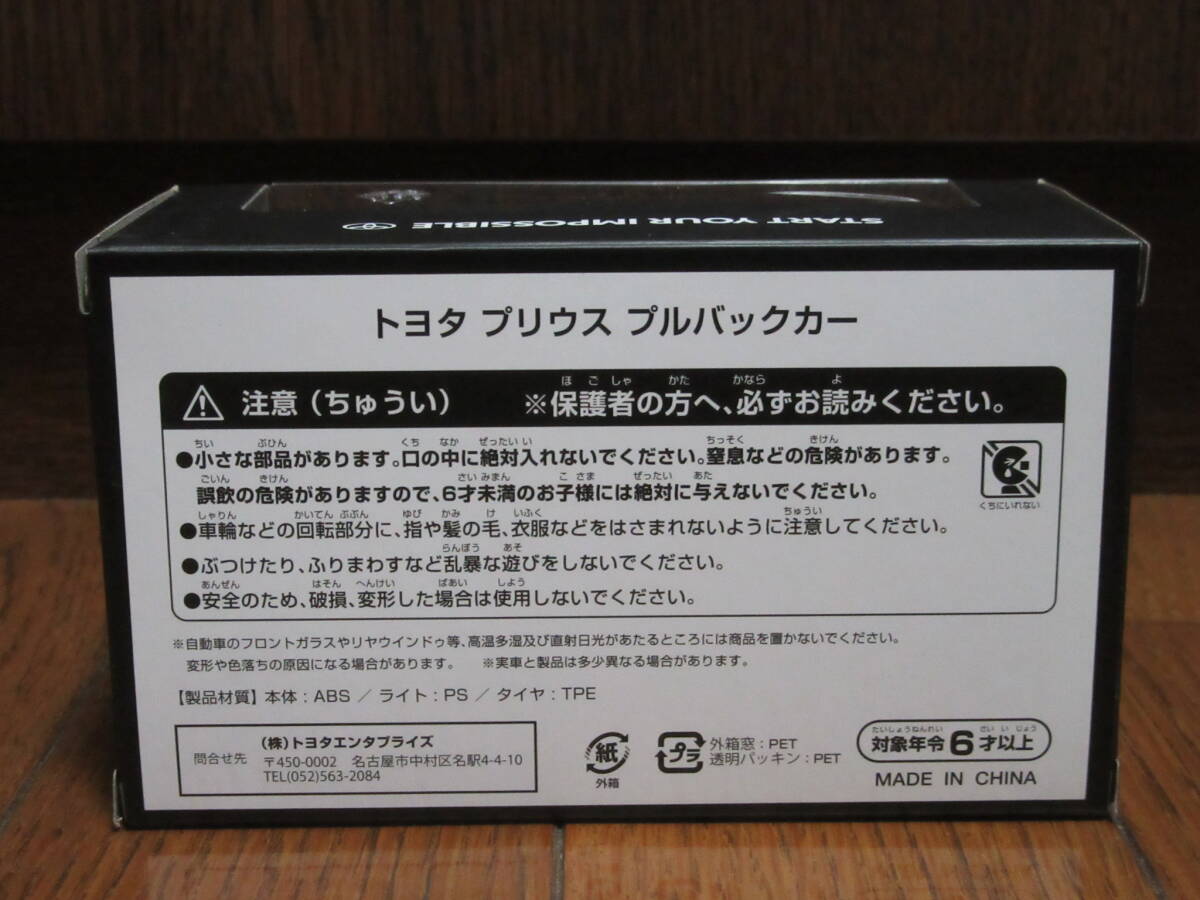 START YOUR IMPOSSIBLE
トヨタ プリウス プルバックカー
注意（ちゅうい） ※保護者の方へ、必ずお読みください。
ほごしゃ かた かなら よ
ちい ぶひん くち なか ぜったい い ちっそく きけん
●小さな部品があります。口の中に絶対入れないでください。窒息などの危険があります。
ごいん きけん さい みまん こ さま ぜったい あた
誤飲の危険がありますので、6才未満のお子様には絶対に与えないでください。
しゃりん かいてん ぶぶん ゆび かみ け いふく ちゅうい
●車輪などの回転部分に、指や髪の毛、衣服などをはさまれないように注意してください。
らんぼう あそ
●ぶつけたり、ふりまわすなど乱暴な遊びをしないでください。
あんぜん はそん へんけい ばあい しよう
●安全のため、破損、変形した場合は使用しないでください。
くちにいれない
※自動車のフロントガラスやリヤウインドゥ等、高温多湿及び直射日光があたるところには商品を置かないでください。
変形や色落ちの原因になる場合があります。 ※実車と製品は多少異なる場合があります。
【製品材質】本体：ABS ／ ライト：PS ／ タイヤ：TPE
問合せ先
（株）トヨタエンタプライズ
〒450-0002 名古屋市中村区名駅4-4-10
TEL(052)563-2084
紙
外箱
プラ
外箱窓：PET
透明パッキン：PET
たいしょうねんれい さい いじょう
対象年令6才以上
MADE IN CHINA